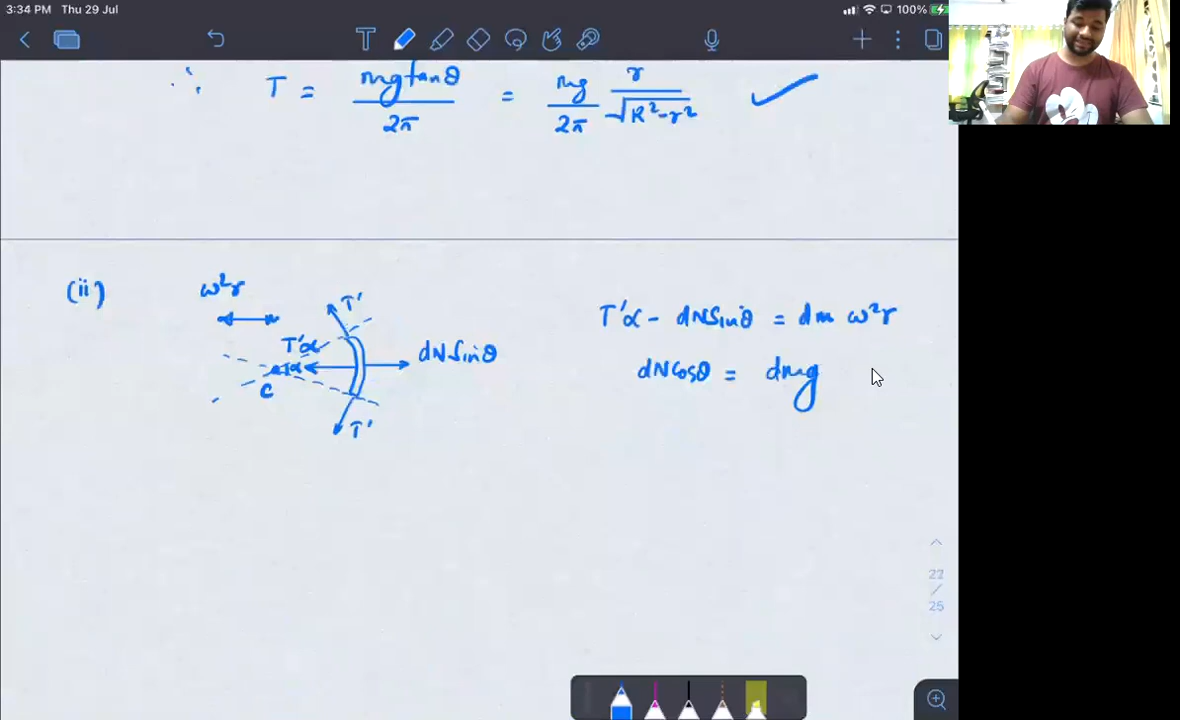 3:34 PM Thu 29 Jul 100%
T
∴ T = mg tanθ / 2π = mg / 2π r / √R²-r² ✓
(ii)
ω²r
T'
T'α
α
dN Sinθ
C
T'
T'α - dN Sinθ = dm ω²r
dN Cosθ = dm g
22
/
25